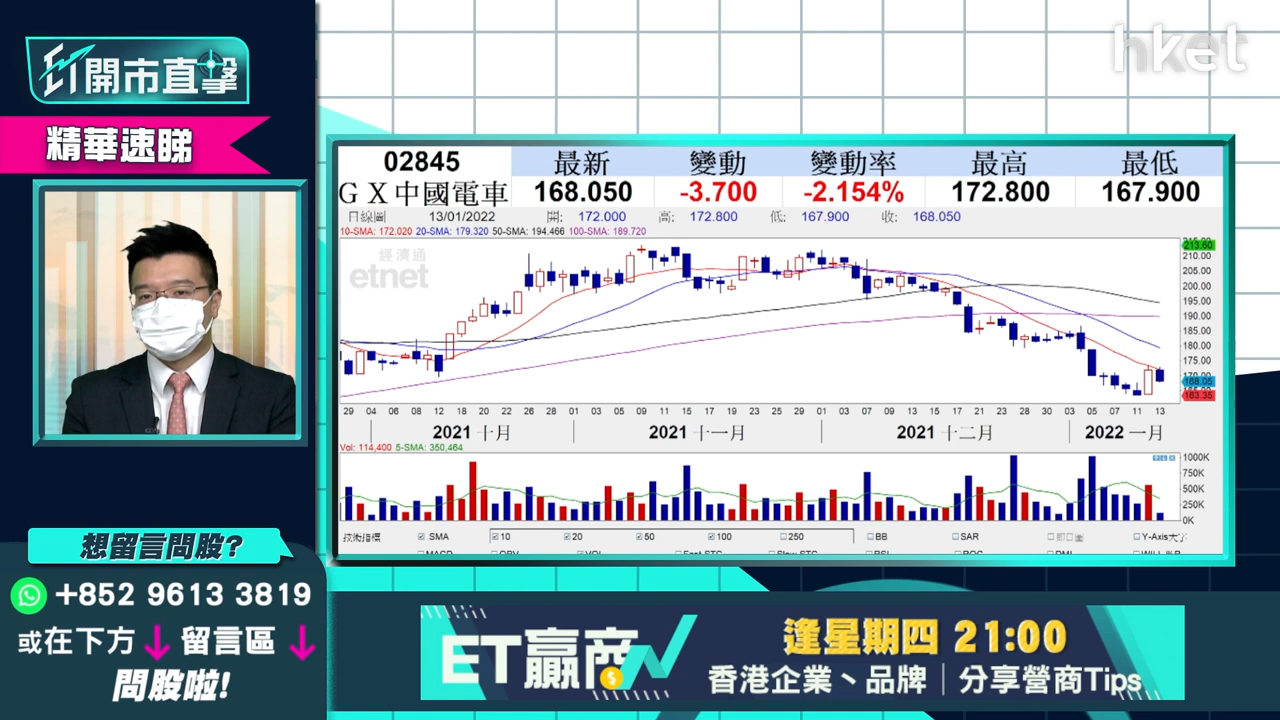 hket
ET開市直擊
精華速睇
02845
GX中國電車
最新 變動 變動率 最高 最低
168.050 -3.700 -2.154% 172.800 167.900
日線圖 13/01/2022 開: 172.000 高: 172.800 低: 167.900 收: 168.050
10-SMA: 172.020 20-SMA: 179.320 50-SMA: 194.466 100-SMA: 189.720
經濟通
etnet
213.60
210.00
205.00
200.00
195.00
190.00
185.00
180.00
175.00
170.00
168.05
163.35
29 04 06 08 12 18 20 22 26 28 01 03 05 09 11 15 17 19 23 25 29 01 03 07 09 13 15 17 21 23 28 30 03 05 07 11 13
2021 十月 2021 十一月 2021 十二月 2022 一月
Vol: 114,400 5-SMA: 350,464
1000K
750K
500K
250K
0K
技術指標 SMA 10 20 50 100 250 BB SAR Y-Axis大字
想留言問股?
+852 9613 3819
或在下方 留言區
問股啦!
ET贏商
逢星期四 21:00
香港企業、品牌｜分享營商Tips